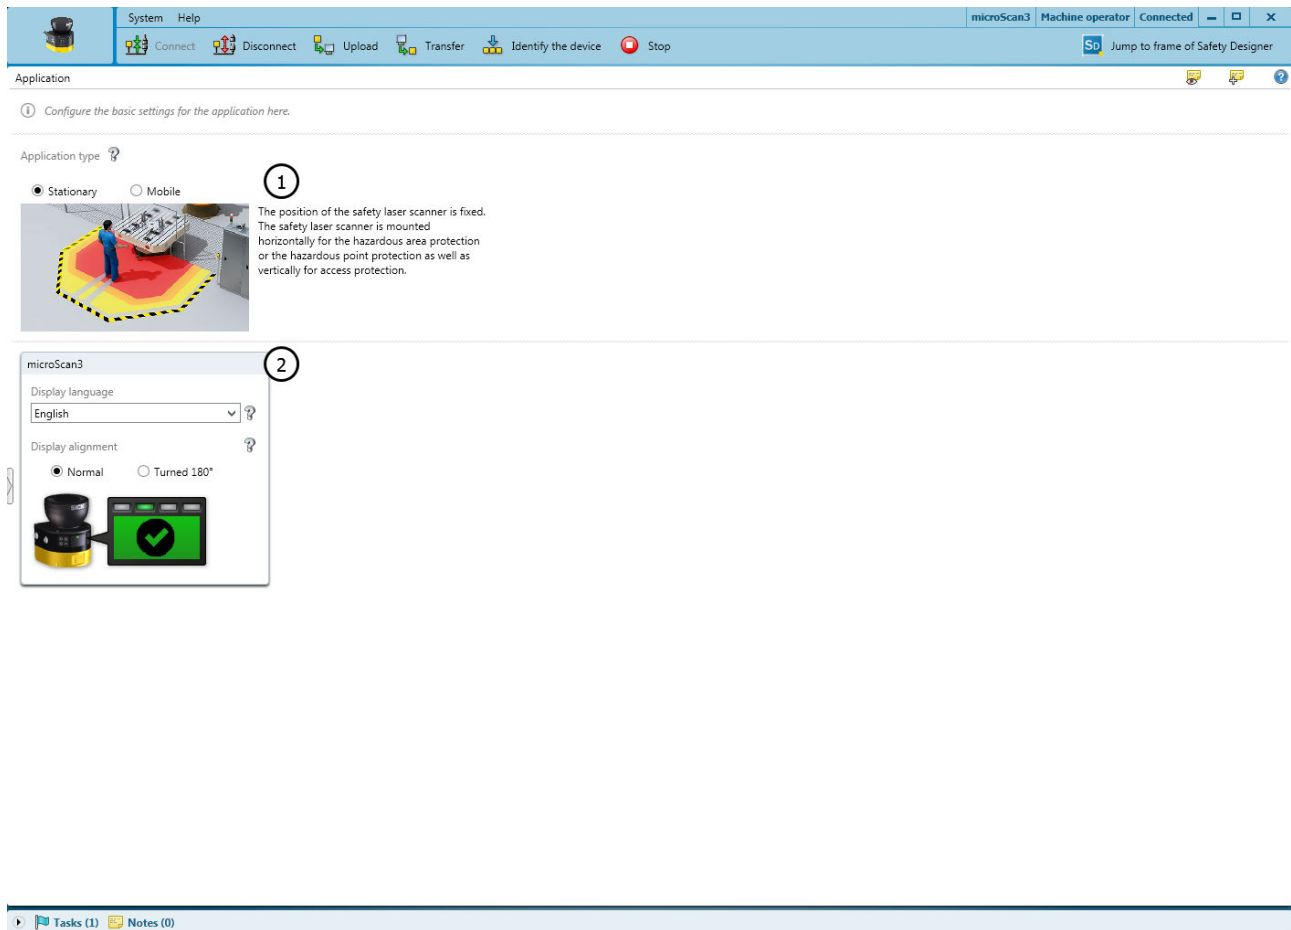 System Help
microScan3 Machine operator Connected
Connect Disconnect Upload Transfer Identify the device Stop
SD Jump to frame of Safety Designer
Application
Configure the basic settings for the application here.
Application type
Stationary Mobile
1
The position of the safety laser scanner is fixed.
The safety laser scanner is mounted
horizontally for the hazardous area protection
or the hazardous point protection as well as
vertically for access protection.
microScan3
2
Display language
English
Display alignment
Normal Turned 180°
SICK
Tasks (1) Notes (0)